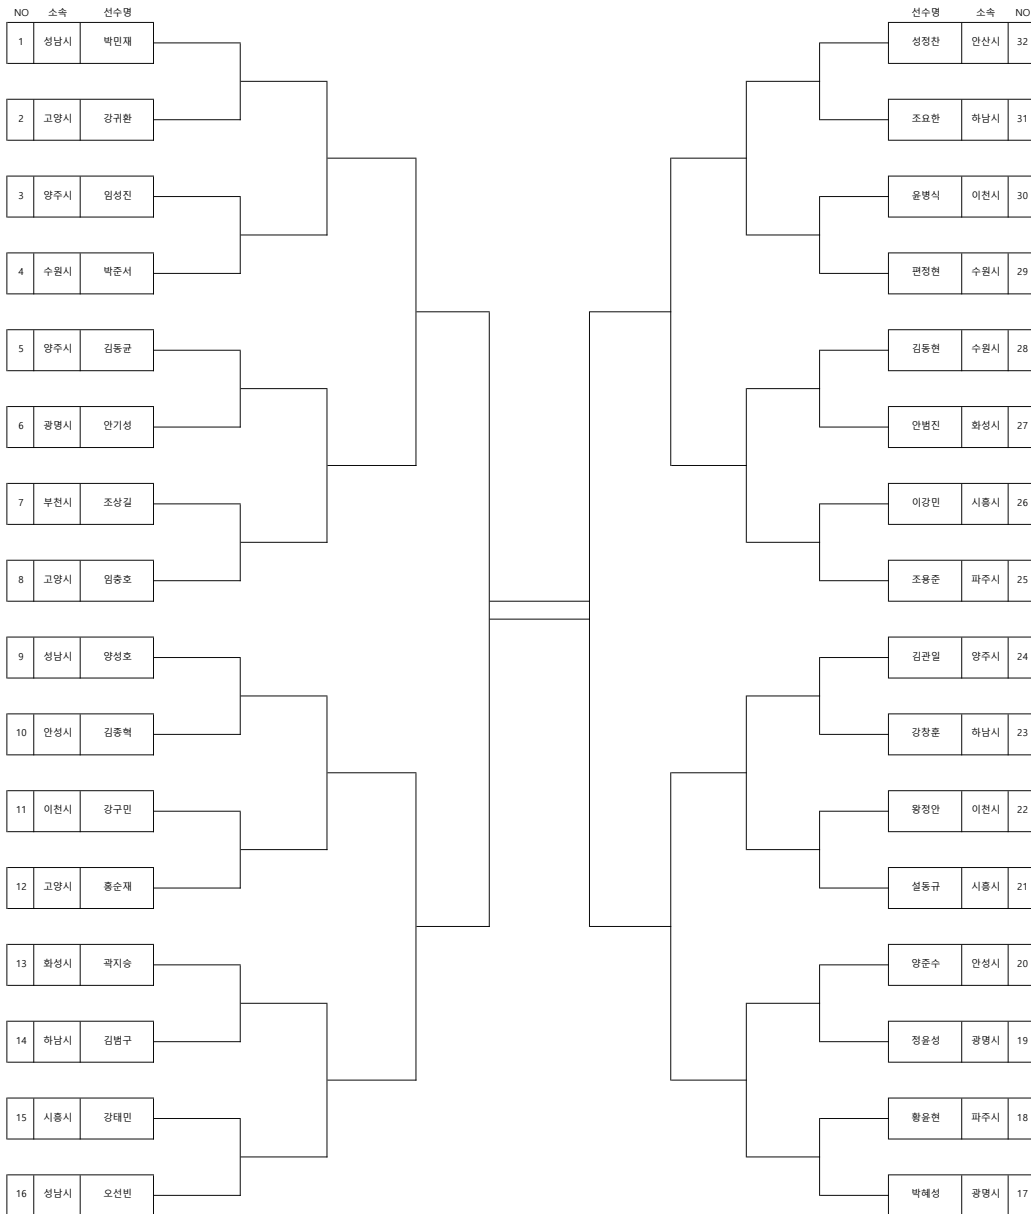 NO 소속 선수명 선수명 소속 NO
1 성남시 박민재 성정찬 안산시 32
2 고양시 강귀환 조요한 하남시 31
3 양주시 임성진 윤병식 이천시 30
4 수원시 박준서 편정현 수원시 29
5 양주시 김동균 김동현 수원시 28
6 광명시 안기성 안범진 화성시 27
7 부천시 조상길 이강민 시흥시 26
8 고양시 임충호 조용준 파주시 25
9 성남시 양성호 김관일 양주시 24
10 안성시 김종혁 강창훈 하남시 23
11 이천시 강구민 왕정안 이천시 22
12 고양시 홍순재 설동규 시흥시 21
13 화성시 곽지승 양준수 안성시 20
14 하남시 김범구 정윤성 광명시 19
15 시흥시 강태민 황윤현 파주시 18
16 성남시 오선빈 박혜성 광명시 17